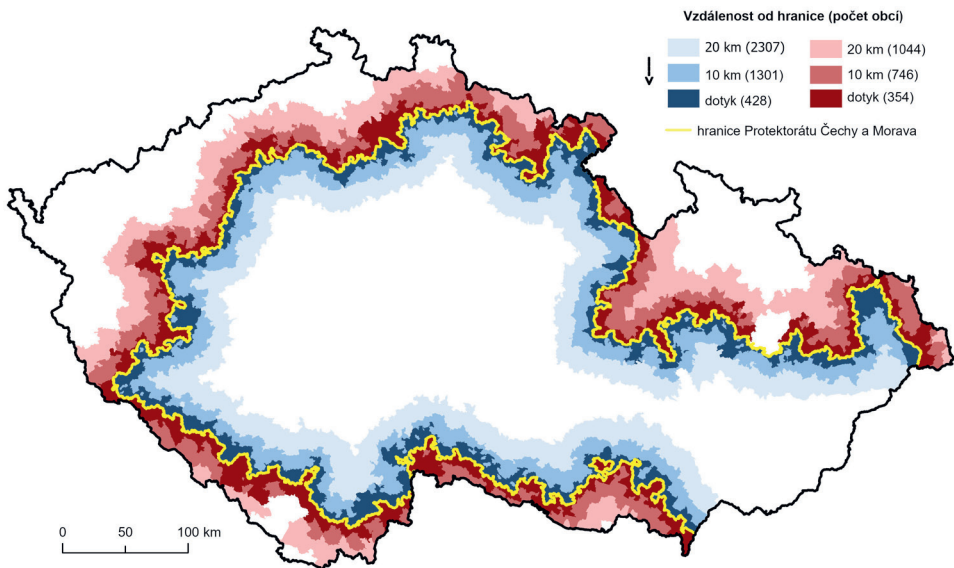 Vzdálenost od hranice (počet obcí)
20 km (2307)
20 km (1044)
10 km (1301)
10 km (746)
dotyk (428)
dotyk (354)
hranice Protektorátu Čechy a Morava
0 50 100 km